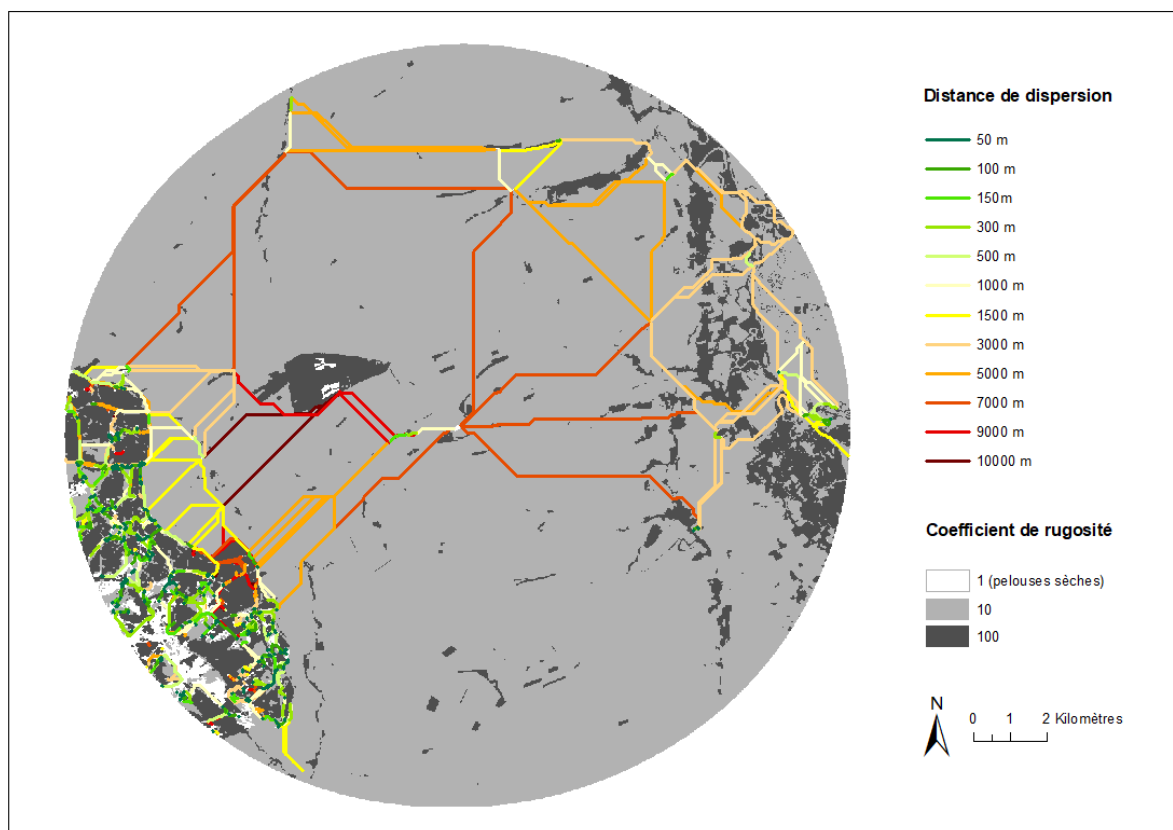 Distance de dispersion
50 m
100 m
150m
300 m
500 m
1000 m
1500 m
3000 m
5000 m
7000 m
9000 m
10000 m
Coefficient de rugosité
1 (pelouses sèches)
10
100
N
0 1 2 Kilomètres